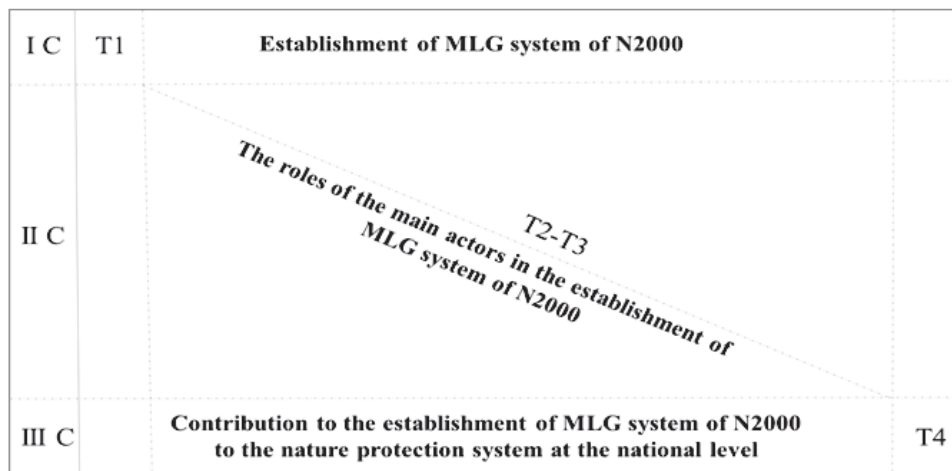 I C T1 Establishment of MLG system of N2000
II C
T2-T3
The roles of the main actors in the establishment of
MLG system of N2000
III C
Contribution to the establishment of MLG system of N2000
to the nature protection system at the national level
T4